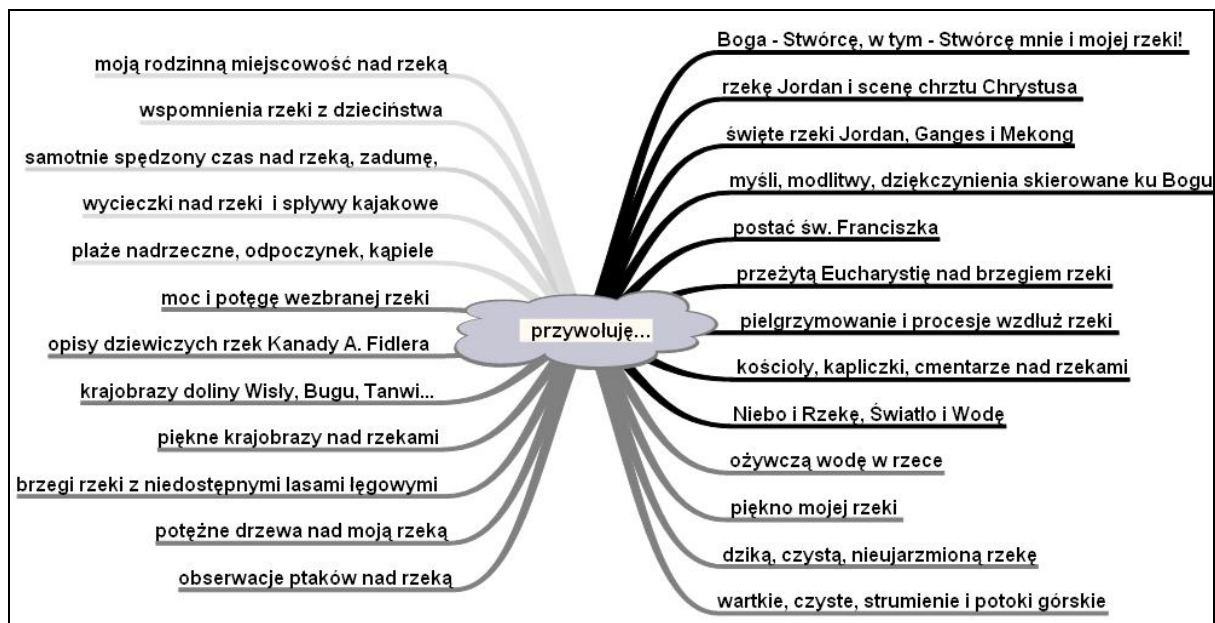 moją rodzinną miejscowość nad rzeką
wspomnienia rzeki z dzieciństwa
samotnie spędzony czas nad rzeką, zadumę,
wycieczki nad rzeki i spływy kajakowe
plaże nadrzeczne, odpoczynek, kąpiele
moc i potęgę wezbranej rzeki
opisy dziewiczych rzek Kanady A. Fidlera
krajobrazy doliny Wisły, Bugu, Tanwi...
piękne krajobrazy nad rzekami
brzegi rzeki z niedostępnymi lasami łęgowymi
potężne drzewa nad moją rzeką
obserwacje ptaków nad rzeką
przywołuję...
Boga - Stwórcę, w tym - Stwórcę mnie i mojej rzeki!
rzekę Jordan i scenę chrztu Chrystusa
święte rzeki Jordan, Ganges i Mekong
myśli, modlitwy, dziękczynienia skierowane ku Bogu
postać św. Franciszka
przeżytą Eucharystię nad brzegiem rzeki
pielgrzymowanie i procesje wzdłuż rzeki
kościoły, kapliczki, cmentarze nad rzekami
Niebo i Rzekę, Światło i Wodę
ożywczą wodę w rzece
piękno mojej rzeki
dziką, czystą, nieujarzmioną rzekę
wartkie, czyste, strumienie i potoki górskie